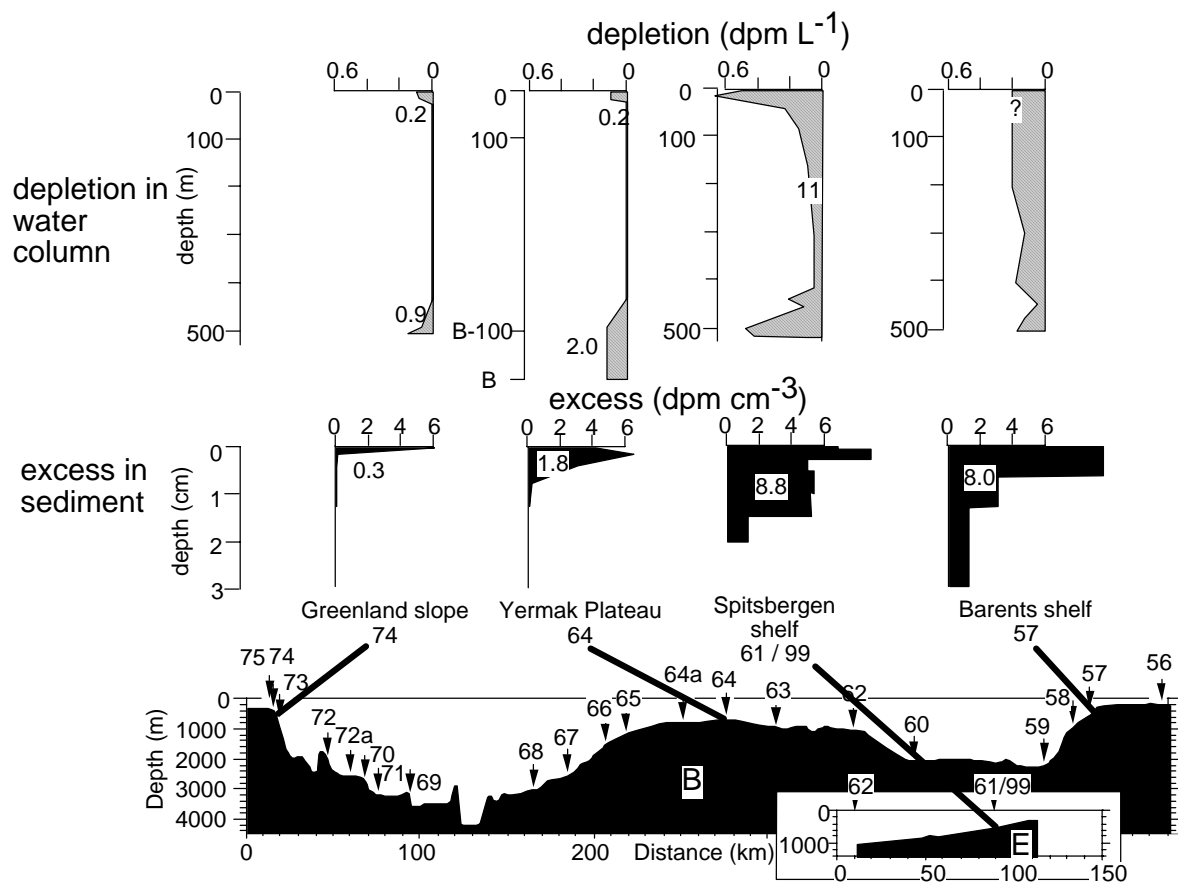 depletion (dpm L-1)
0.6 0 0.6 0 0.6 0 0.6 0
0 0 0 0
0.2 0.2 ?
100 100 100 100
depletion in
water
column
depth (m)
11
0.9
500 B-100 500 500
2.0
B
excess (dpm cm-3)
0 2 4 6 0 2 4 6 0 2 4 6 0 2 4 6
excess in
sediment
depth (cm)
0
1
2
3
0.3 1.8 8.8 8.0
Greenland slope Yermak Plateau Spitsbergen Barents shelf
shelf
74 64 61 / 99 57
75 74 73 72 72a 70 71 69 68 67 66 65 64a 64 63 62 60 59 58 57 56
Depth (m)
0
1000
2000
3000
4000
B
0 100 200 Distance (km)
62 61/99
0
1000
E
0 50 100 150